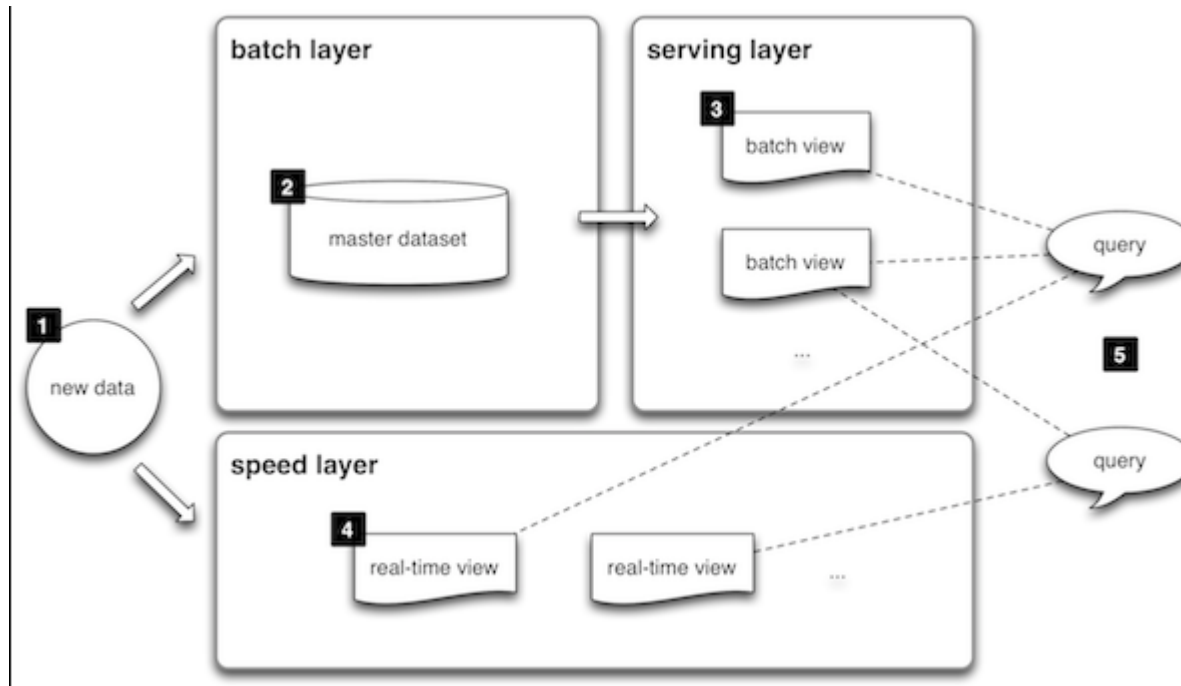 batch layer
serving layer
3
batch view
2
master dataset
batch view
query
1
new data
...
5
speed layer
query
4
real-time view
real-time view
...